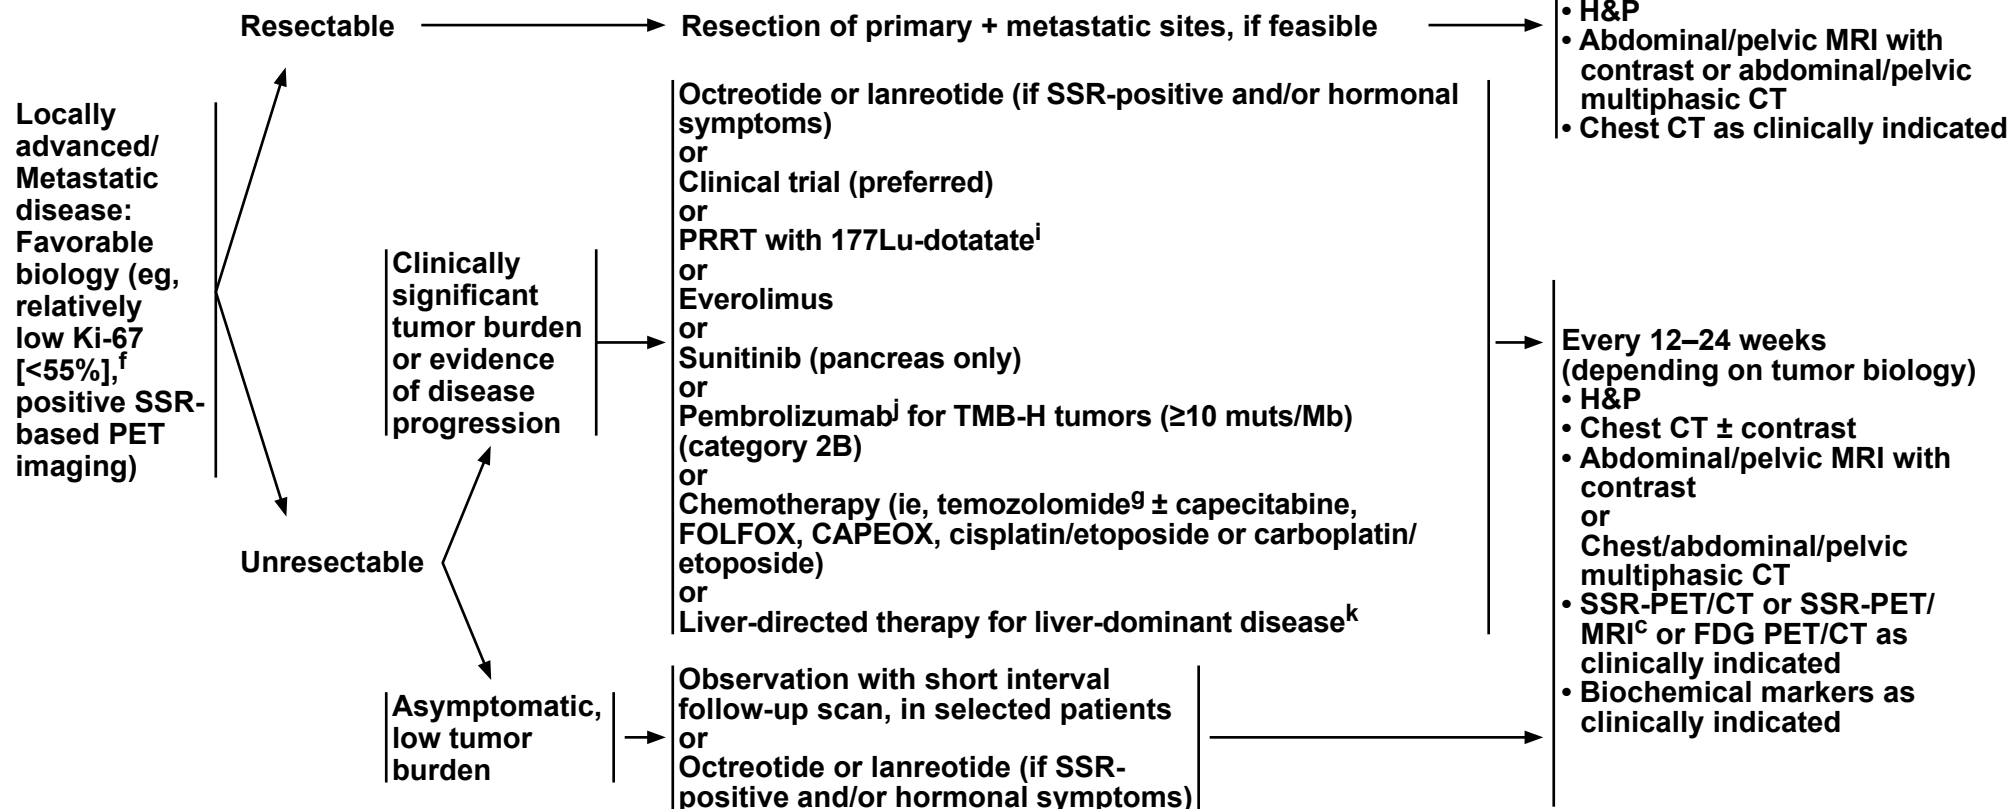 Resectable
Resection of primary + metastatic sites, if feasible
• H&P
• Abdominal/pelvic MRI with
contrast or abdominal/pelvic
multiphasic CT
• Chest CT as clinically indicated
Locally
advanced/
Metastatic
disease:
Favorable
biology (eg,
relatively
low Ki-67
[<55%],f
positive SSR-
based PET
imaging)
Unresectable
Clinically
significant
tumor burden
or evidence
of disease
progression
Octreotide or lanreotide (if SSR-positive and/or hormonal
symptoms)
or
Clinical trial (preferred)
or
PRRT with 177Lu-dotatatei
or
Everolimus
or
Sunitinib (pancreas only)
or
Pembrolizumabj for TMB-H tumors (≥10 muts/Mb)
(category 2B)
or
Chemotherapy (ie, temozolomideg ± capecitabine,
FOLFOX, CAPEOX, cisplatin/etoposide or carboplatin/
etoposide)
or
Liver-directed therapy for liver-dominant diseasek
Asymptomatic,
low tumor
burden
Observation with short interval
follow-up scan, in selected patients
or
Octreotide or lanreotide (if SSR-
positive and/or hormonal symptoms)
Every 12–24 weeks
(depending on tumor biology)
• H&P
• Chest CT ± contrast
• Abdominal/pelvic MRI with
contrast
or
Chest/abdominal/pelvic
multiphasic CT
• SSR-PET/CT or SSR-PET/
MRIc or FDG PET/CT as
clinically indicated
• Biochemical markers as
clinically indicated